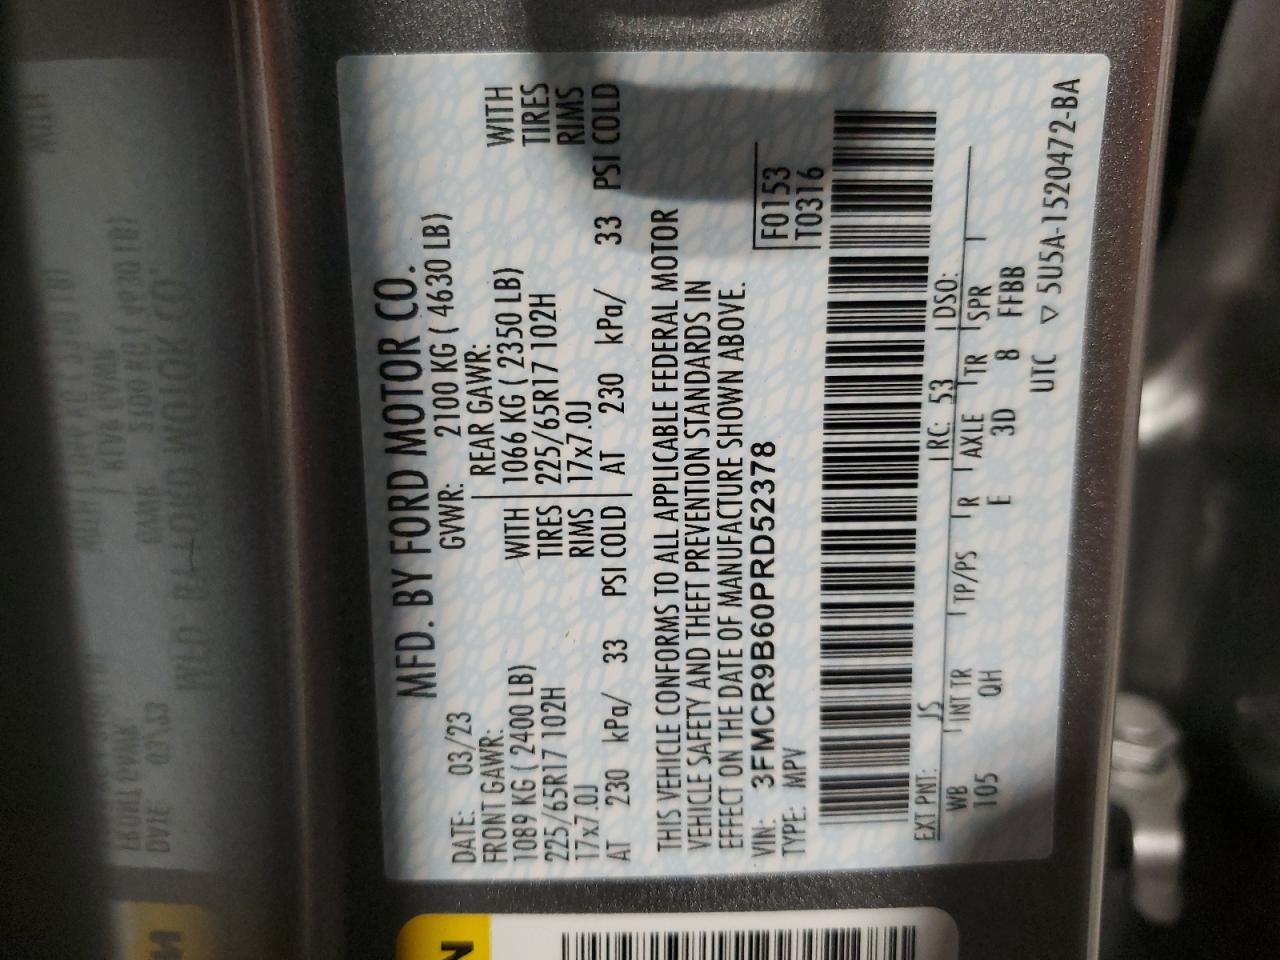 MFD. BY FORD MOTOR CO.
DATE: 03/23 GVWR: 2100 KG ( 4630 LB)
FRONT GAWR: REAR GAWR:
1089 KG ( 2400 LB) WITH 1066 KG ( 2350 LB) WITH
225/65R17 102H TIRES 225/65R17 102H TIRES
17x7.0J RIMS 17x7.0J RIMS
AT 230 kPa/ 33 PSI COLD AT 230 kPa/ 33 PSI COLD
THIS VEHICLE CONFORMS TO ALL APPLICABLE FEDERAL MOTOR
VEHICLE SAFETY AND THEFT PREVENTION STANDARDS IN
EFFECT ON THE DATE OF MANUFACTURE SHOWN ABOVE.
VIN: 3FMCR9B60PRD52378 F0153
TYPE: MPV T0316
EXT PNT: JS RC: 53 DSO:
WB INT TR TP/PS R AXLE TR SPR
105 QH E 3D 8 FFBB
UTC ▽ 5U5A-1520472-BA
N